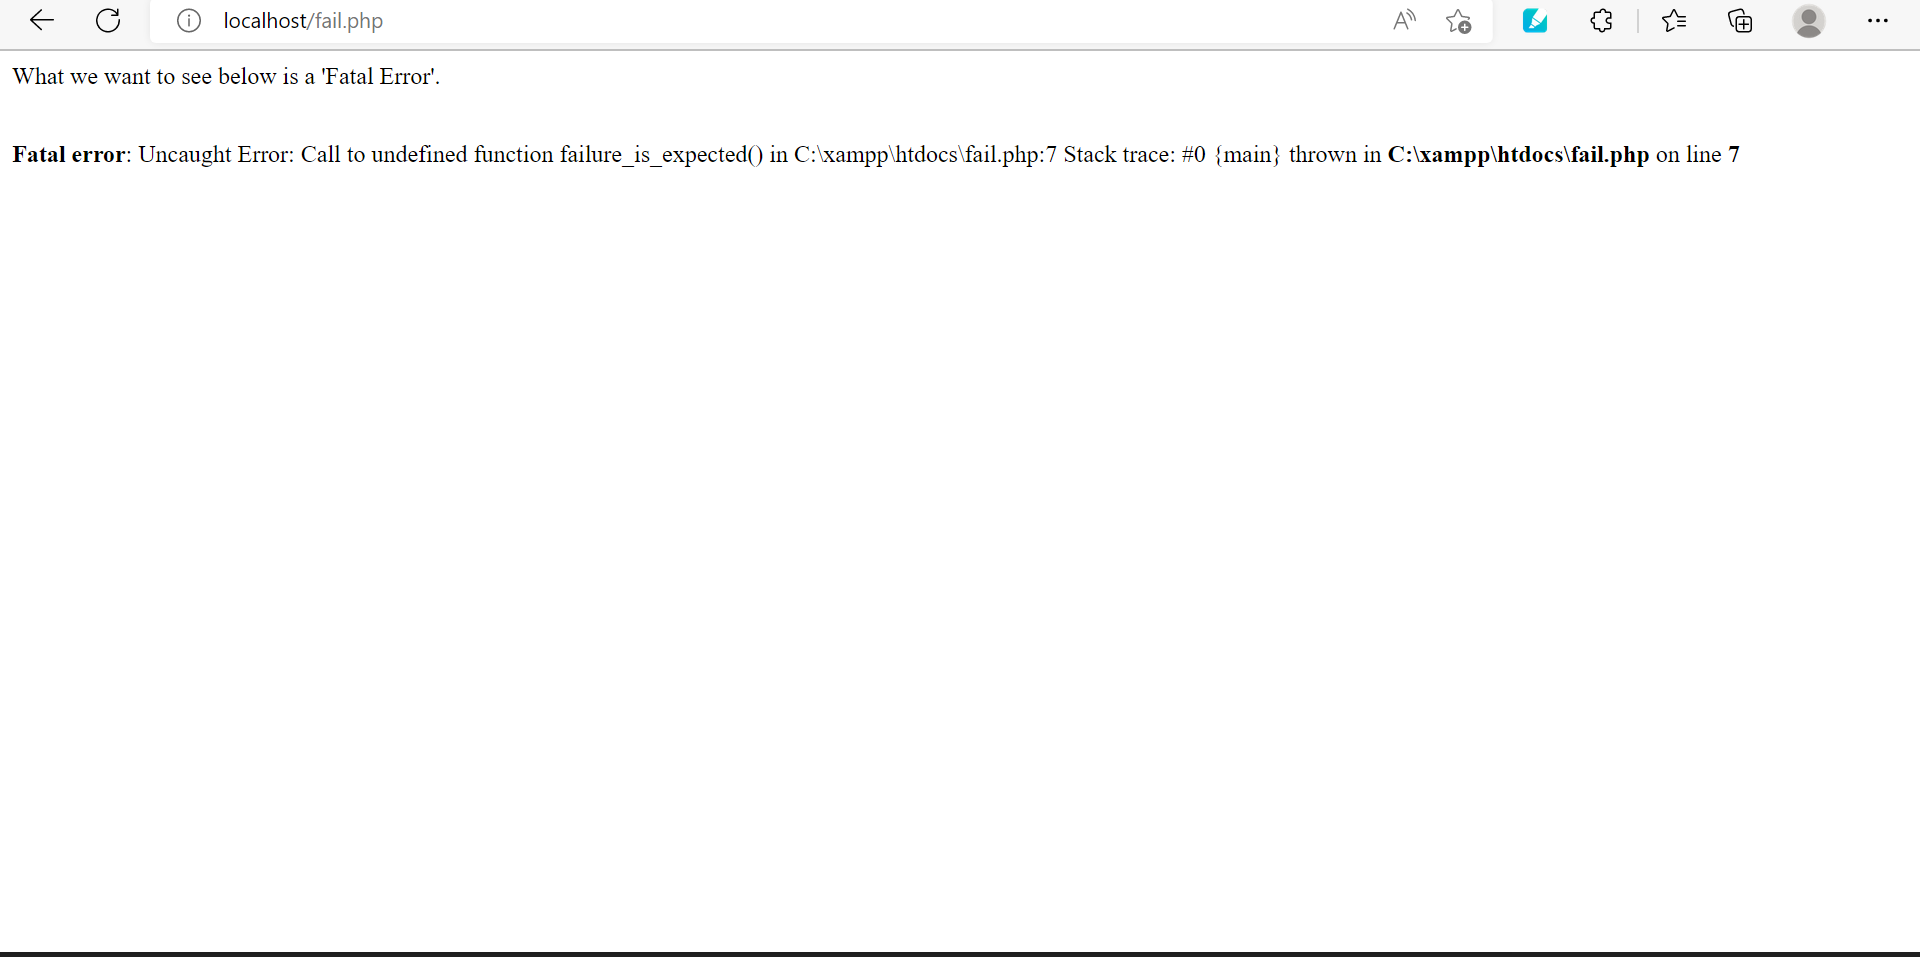 localhost/fail.php
What we want to see below is a 'Fatal Error'.
Fatal error: Uncaught Error: Call to undefined function failure_is_expected() in C:\xampp\htdocs\fail.php:7 Stack trace: #0 {main} thrown in C:\xampp\htdocs\fail.php on line 7